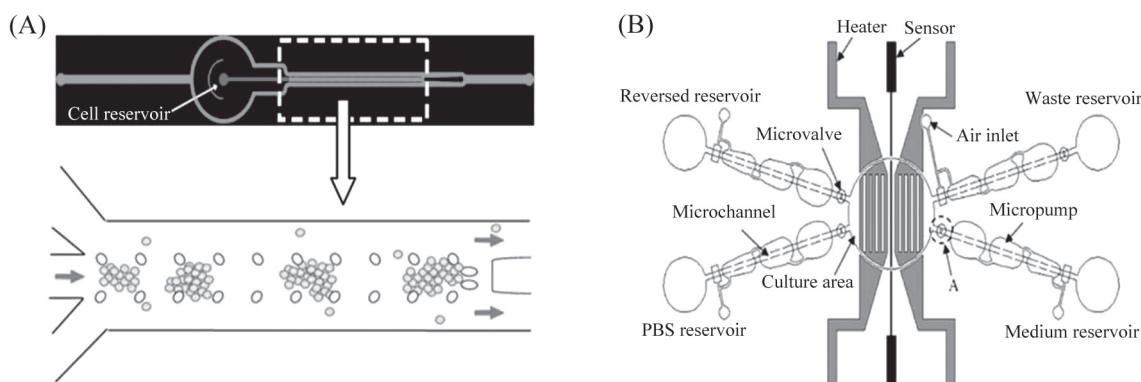 (A)
Cell reservoir
(B)
Heater
Sensor
Reversed reservoir
Waste reservoir
Microvalve
Air inlet
Microchannel
Micropump
Culture area
A
PBS reservoir
Medium reservoir